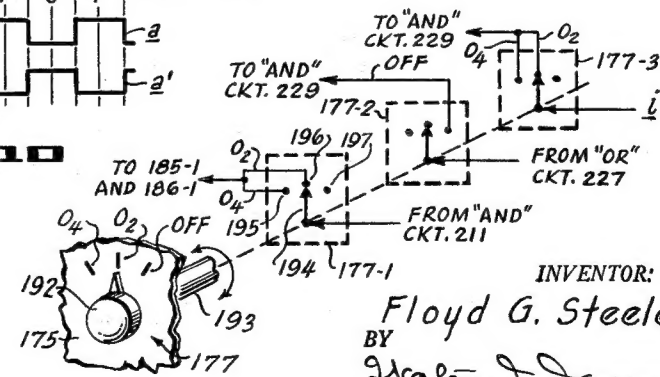 a
a'
10
TO "AND"
CKT. 229
O4
O2
177-3
i
TO "AND"
CKT. 229
OFF
177-2
FROM "OR"
CKT. 227
TO 185-1
AND 186-1
O2
O4
196
197
195
194
FROM "AND"
CKT. 211
177-1
O4
O2
OFF
192
175
193
177
INVENTOR:
Floyd G. Steele
BY